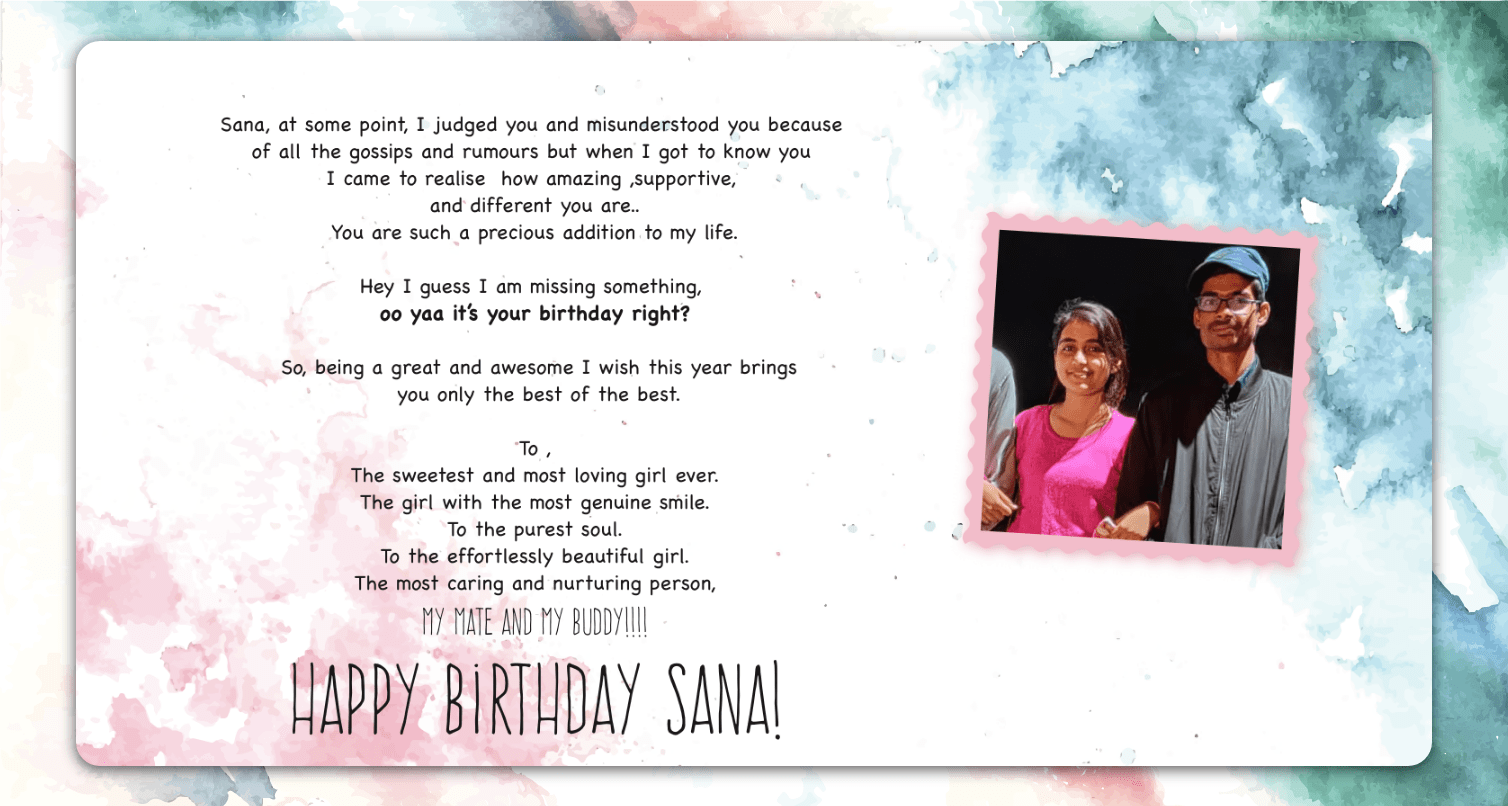 Sana, at some point, I judged you and misunderstood you because
of all the gossips and rumours but when I got to know you
I came to realise  how amazing ,supportive,
and different you are..
You are such a precious addition to my life.
Hey I guess I am missing something,
oo yaa it's your birthday right?
So, being a great and awesome I wish this year brings
you only the best of the best.
To ,
The sweetest and most loving girl ever.
The girl with the most genuine smile.
To the purest soul.
To the effortlessly beautiful girl.
The most caring and nurturing person,
MY MATE AND MY BUDDY!!!!
HAPPY BiRTHDAY SANA!